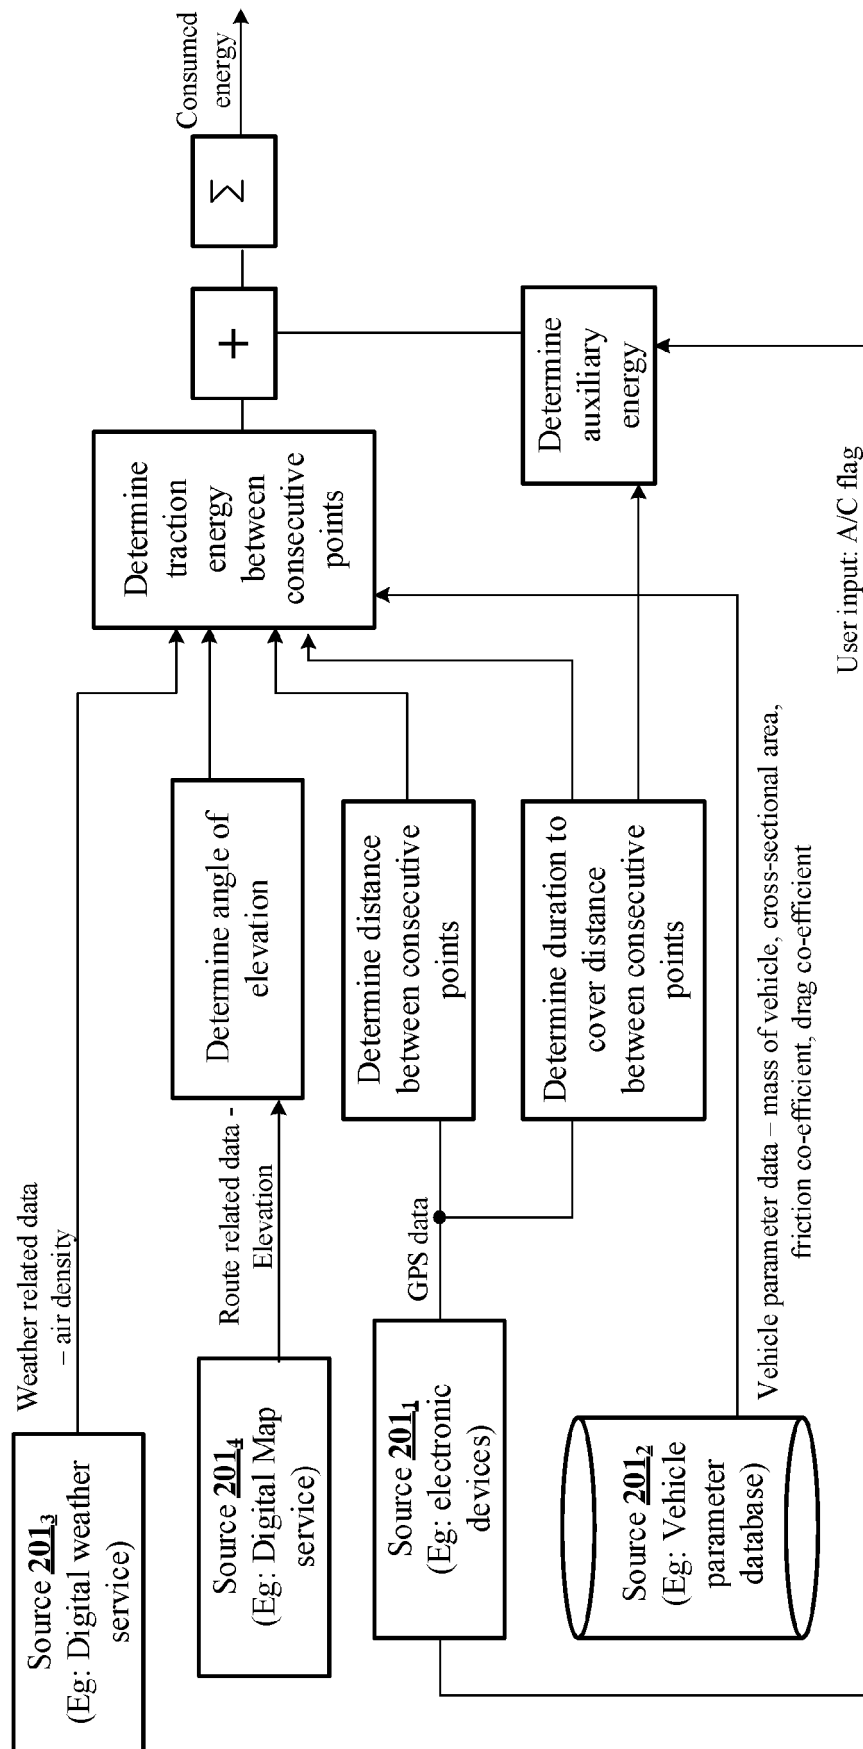 Source 201₃
(Eg: Digital weather
service)
Weather related data
– air density
Source 201₄
(Eg: Digital Map
service)
Route related data -
Elevation
Determine angle of
elevation
Source 201₁
(Eg: electronic
devices)
GPS data
Determine distance
between consecutive
points
Determine duration to
cover distance
between consecutive
points
Source 201₂
(Eg: Vehicle
parameter
database)
Vehicle parameter data – mass of vehicle, cross-sectional area,
friction co-efficient, drag co-efficient
User input: A/C flag
Determine
traction
energy
between
consecutive
points
Determine
auxiliary
energy
+
Σ
Consumed
energy